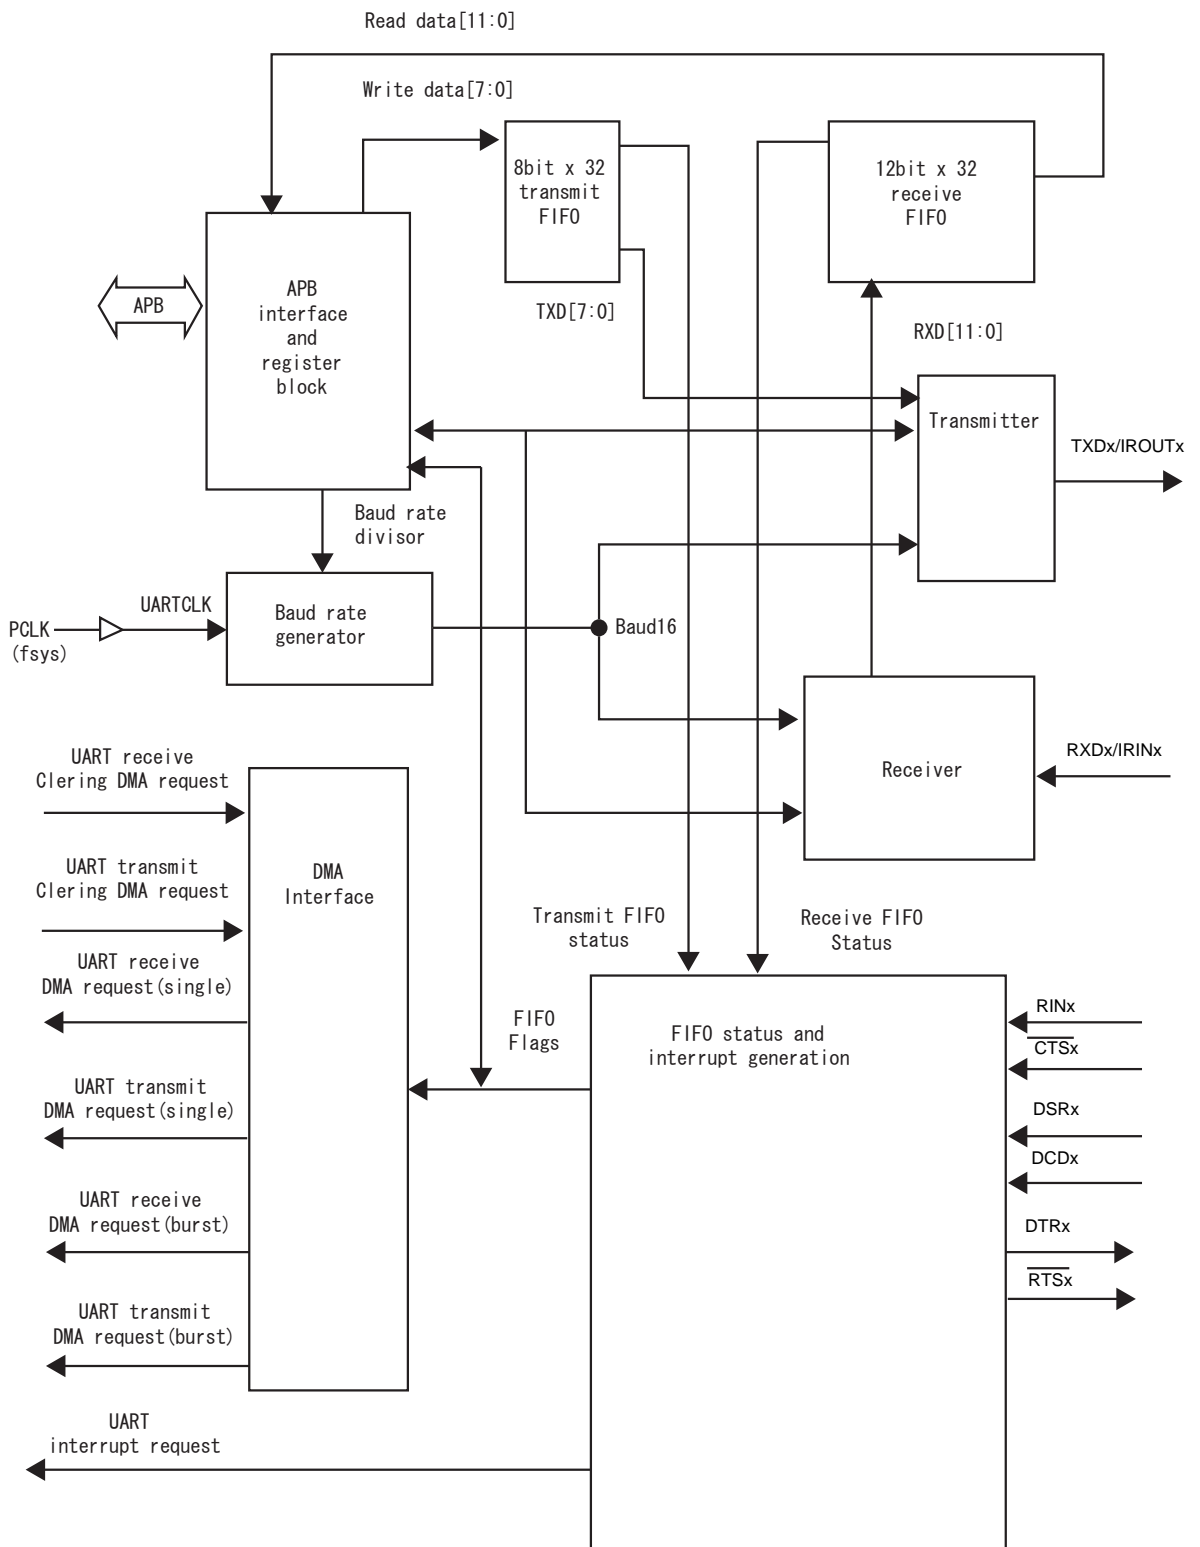 Read data[11:0]
Write data[7:0]
8bit x 32
transmit
FIFO
12bit x 32
receive
FIFO
APB
APB
interface
and
register
block
TXD[7:0]
RXD[11:0]
Transmitter
TXDx/IROUTx
Baud rate
divisor
UARTCLK
PCLK
(fsys)
Baud rate
generator
Baud16
Receiver
RXDx/IRINx
UART receive
Clering DMA request
UART transmit
Clering DMA request
UART receive
DMA request(single)
UART transmit
DMA request(single)
UART receive
DMA request(burst)
UART transmit
DMA request(burst)
DMA
Interface
Transmit FIFO
status
Receive FIFO
Status
FIFO
Flags
FIFO status and
interrupt generation
RINx
CTSx
DSRx
DCDx
DTRx
RTSx
UART
interrupt request